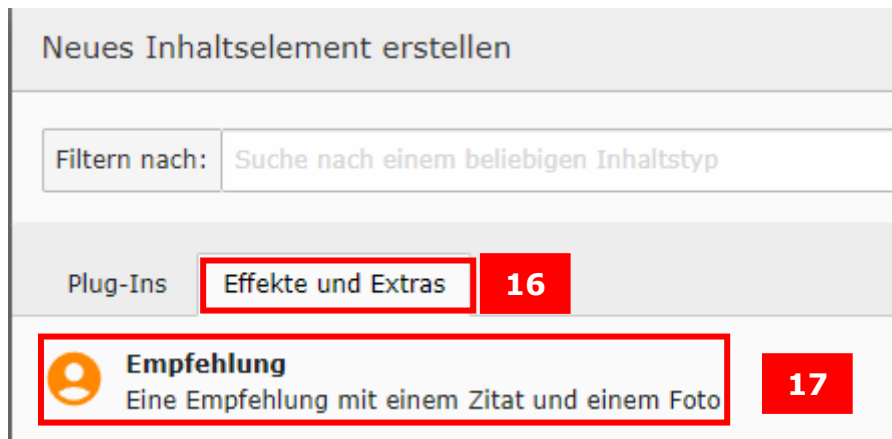 Neues Inhaltselement erstellen
Filtern nach: Suche nach einem beliebigen Inhaltstyp
Plug-Ins Effekte und Extras 16
Empfehlung
Eine Empfehlung mit einem Zitat und einem Foto 17